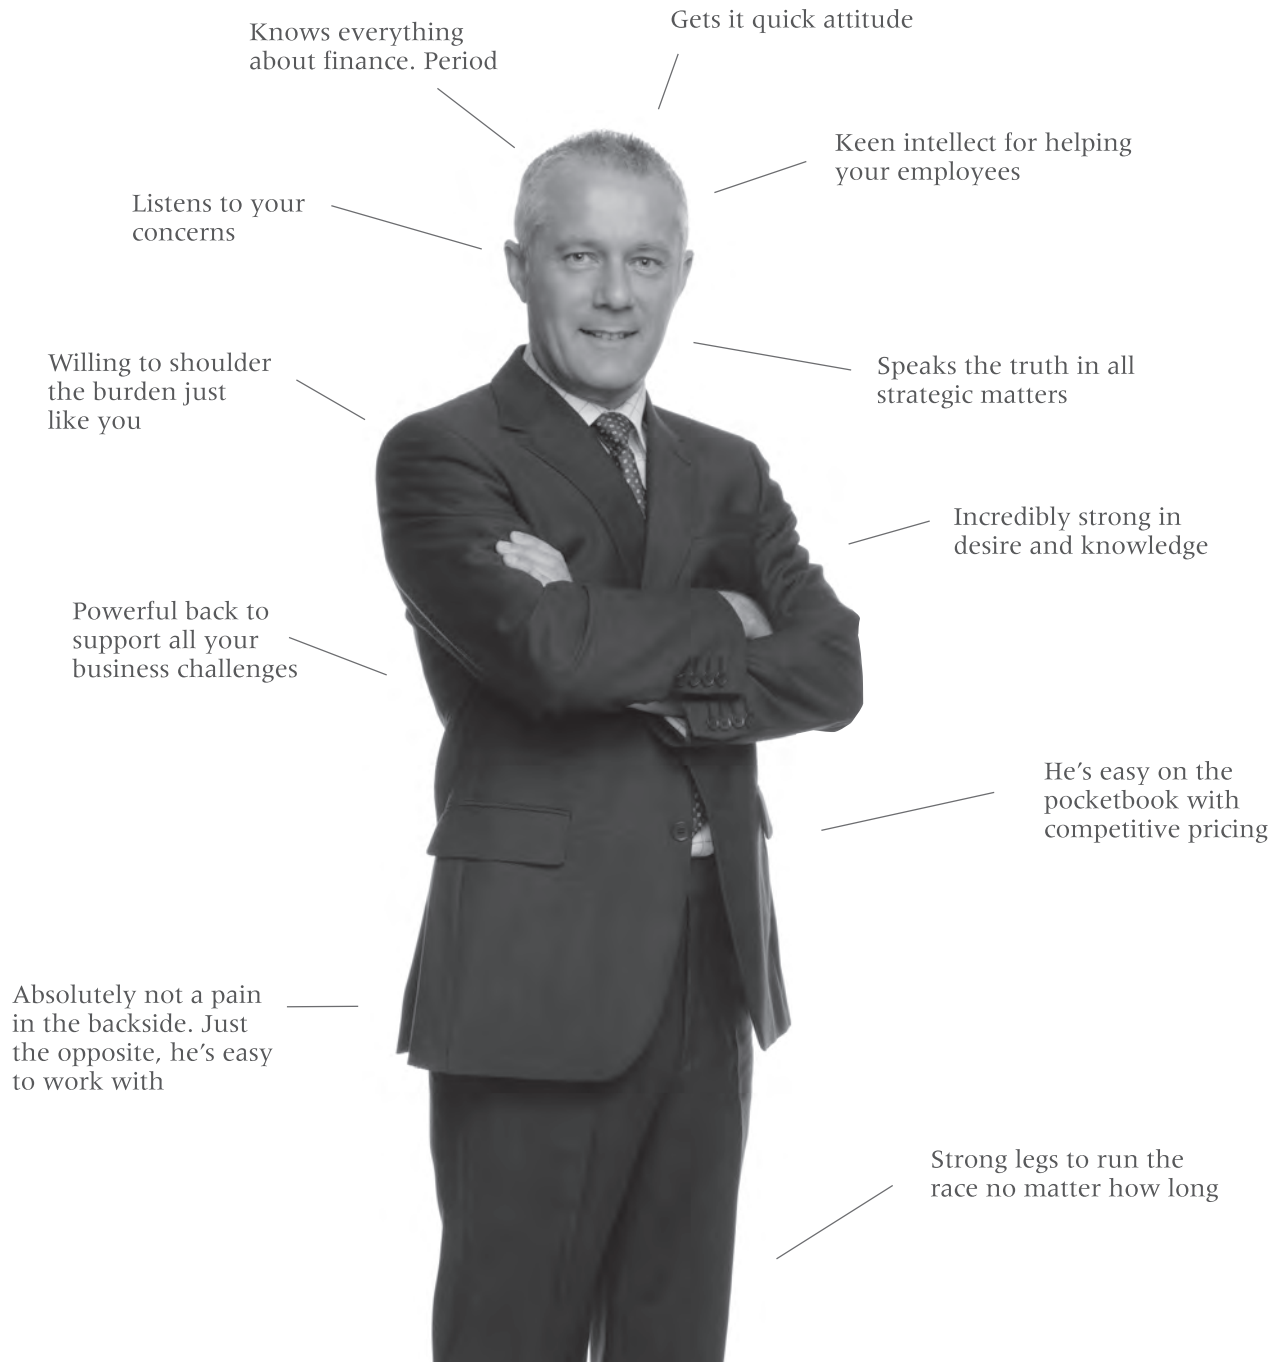 Gets it quick attitude
Knows everything
about finance. Period
Keen intellect for helping
your employees
Listens to your
concerns
Willing to shoulder
the burden just
like you
Speaks the truth in all
strategic matters
Incredibly strong in
desire and knowledge
Powerful back to
support all your
business challenges
He's easy on the
pocketbook with
competitive pricing
Absolutely not a pain
in the backside. Just
the opposite, he's easy
to work with
Strong legs to run the
race no matter how long